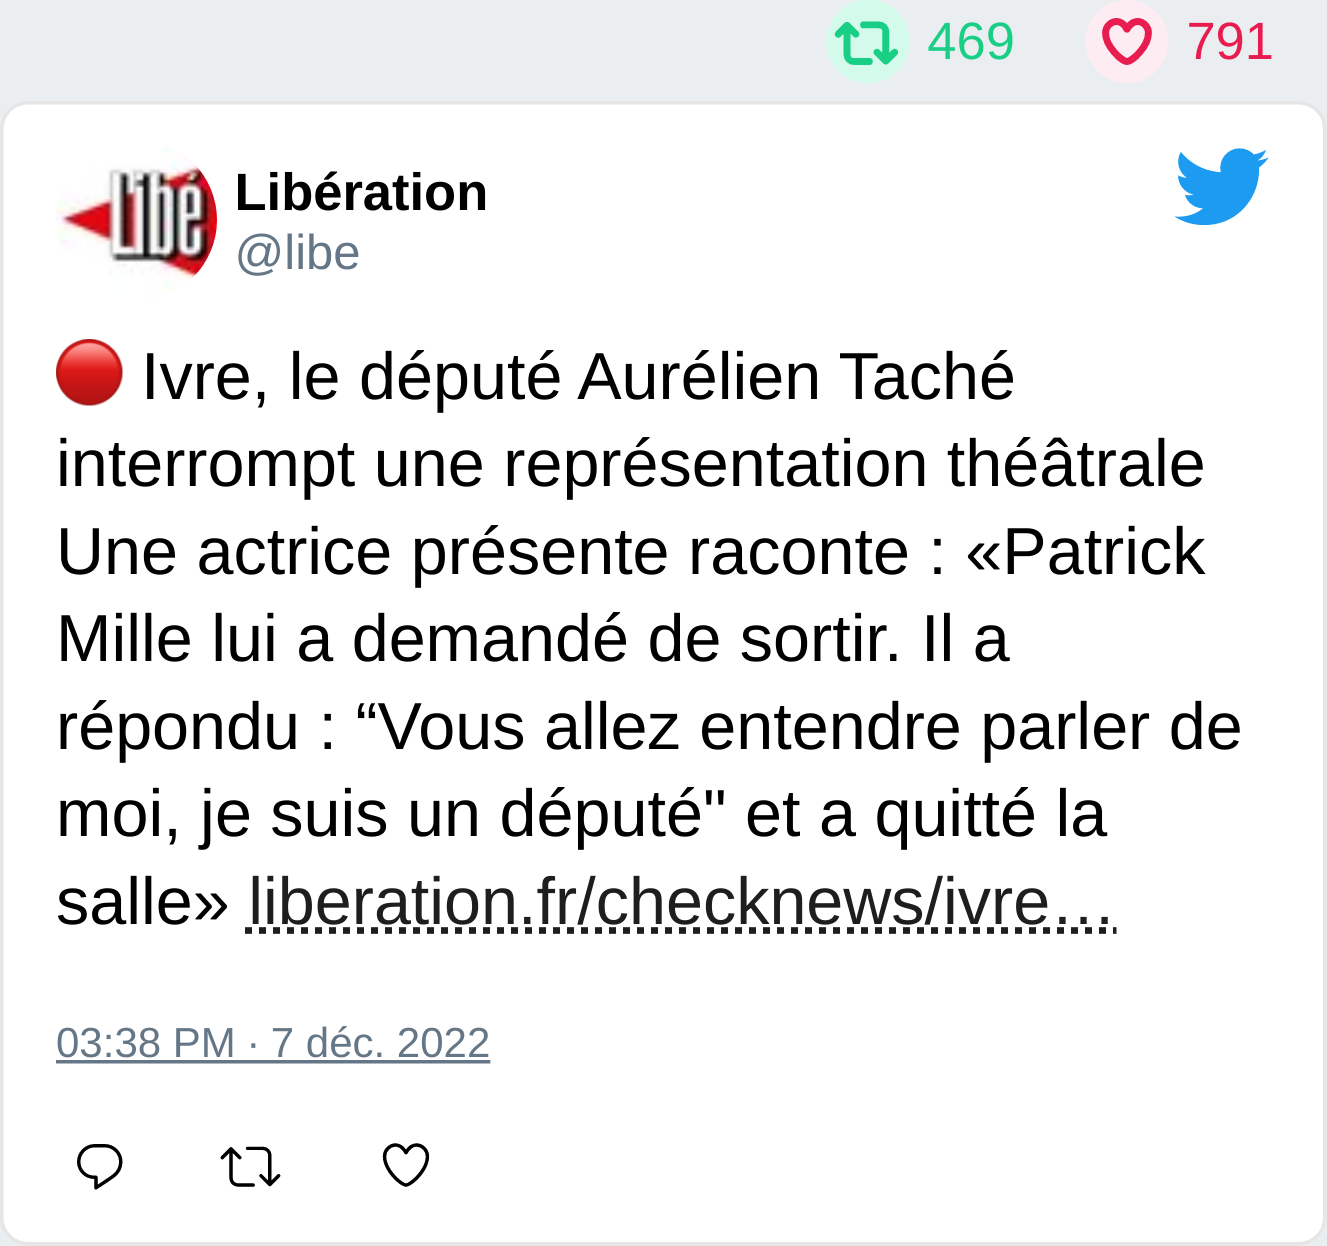 469 791
Libé
Libération
@libe
Ivre, le député Aurélien Taché
interrompt une représentation théâtrale
Une actrice présente raconte : «Patrick
Mille lui a demandé de sortir. Il a
répondu : “Vous allez entendre parler de
moi, je suis un député" et a quitté la
salle» liberation.fr/checknews/ivre…
03:38 PM · 7 déc. 2022